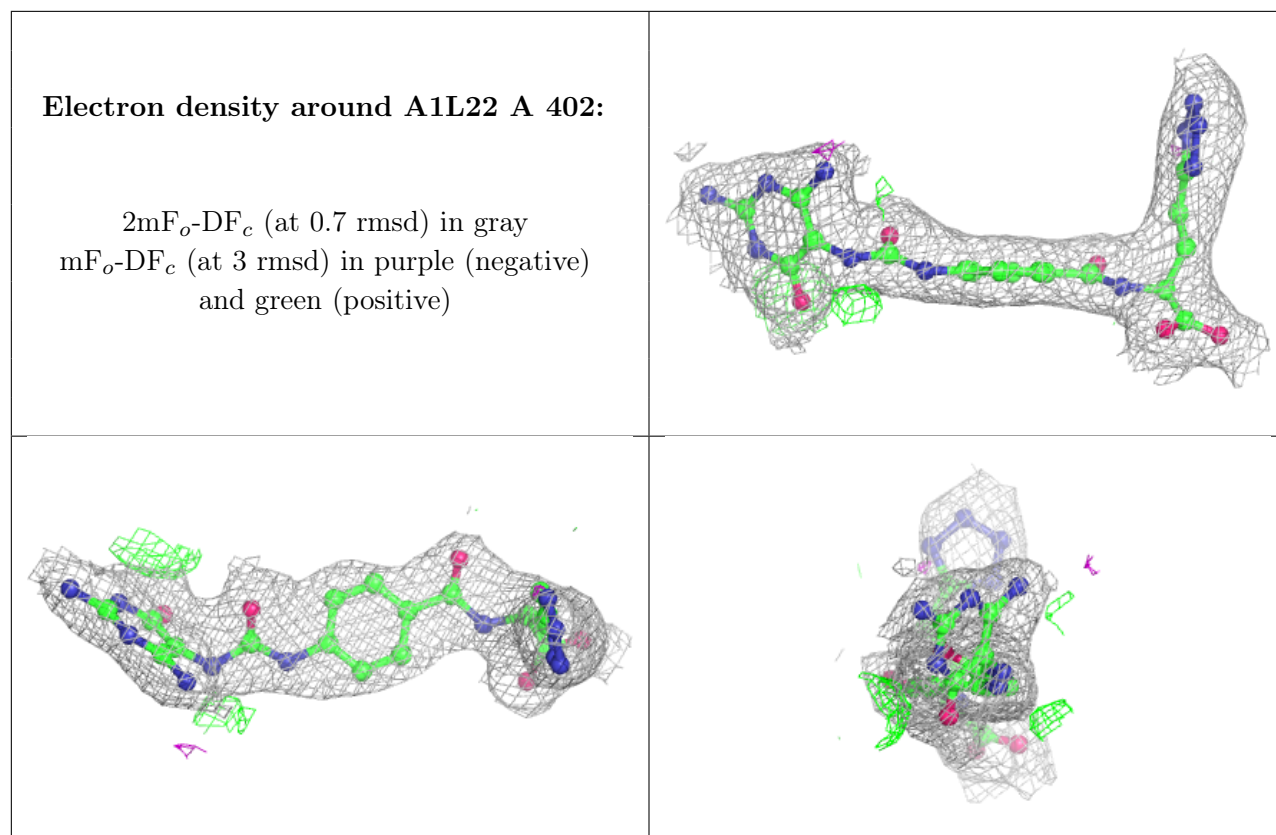 Electron density around A1L22 A 402:
2mFo-DFc (at 0.7 rmsd) in gray
mFo-DFc (at 3 rmsd) in purple (negative)
and green (positive)